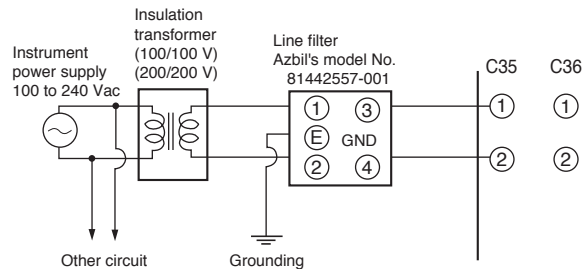 Instrument
power supply
100 to 240 Vac
Insulation
transformer
(100/100 V)
(200/200 V)
Line filter
Azbil's model No.
81442557-001
C35
C36
1
3
E
GND
2
4
1
1
2
2
Other circuit
Grounding